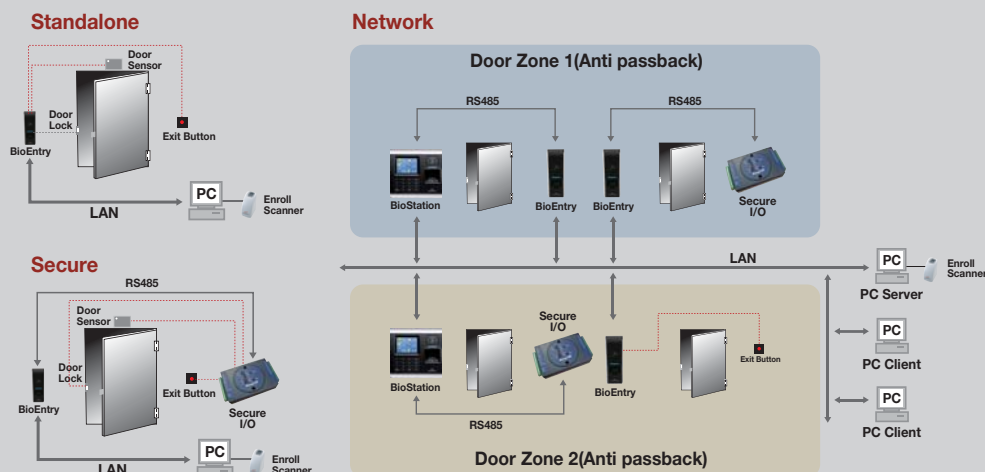 Standalone
Door
Sensor
Door
Lock
BioEntry
Exit Button
PC
Enroll
Scanner
LAN
Secure
RS485
Door
Sensor
Door
Lock
BioEntry
Exit Button
Secure
I/O
PC
Enroll
Scanner
LAN
Network
Door Zone 1(Anti passback)
RS485
RS485
BioStation
BioEntry
BioEntry
Secure
I/O
LAN
PC
Enroll
Scanner
PC Server
Secure
I/O
BioStation
BioEntry
Exit Button
RS485
Door Zone 2(Anti passback)
PC
PC Client
PC
PC Client